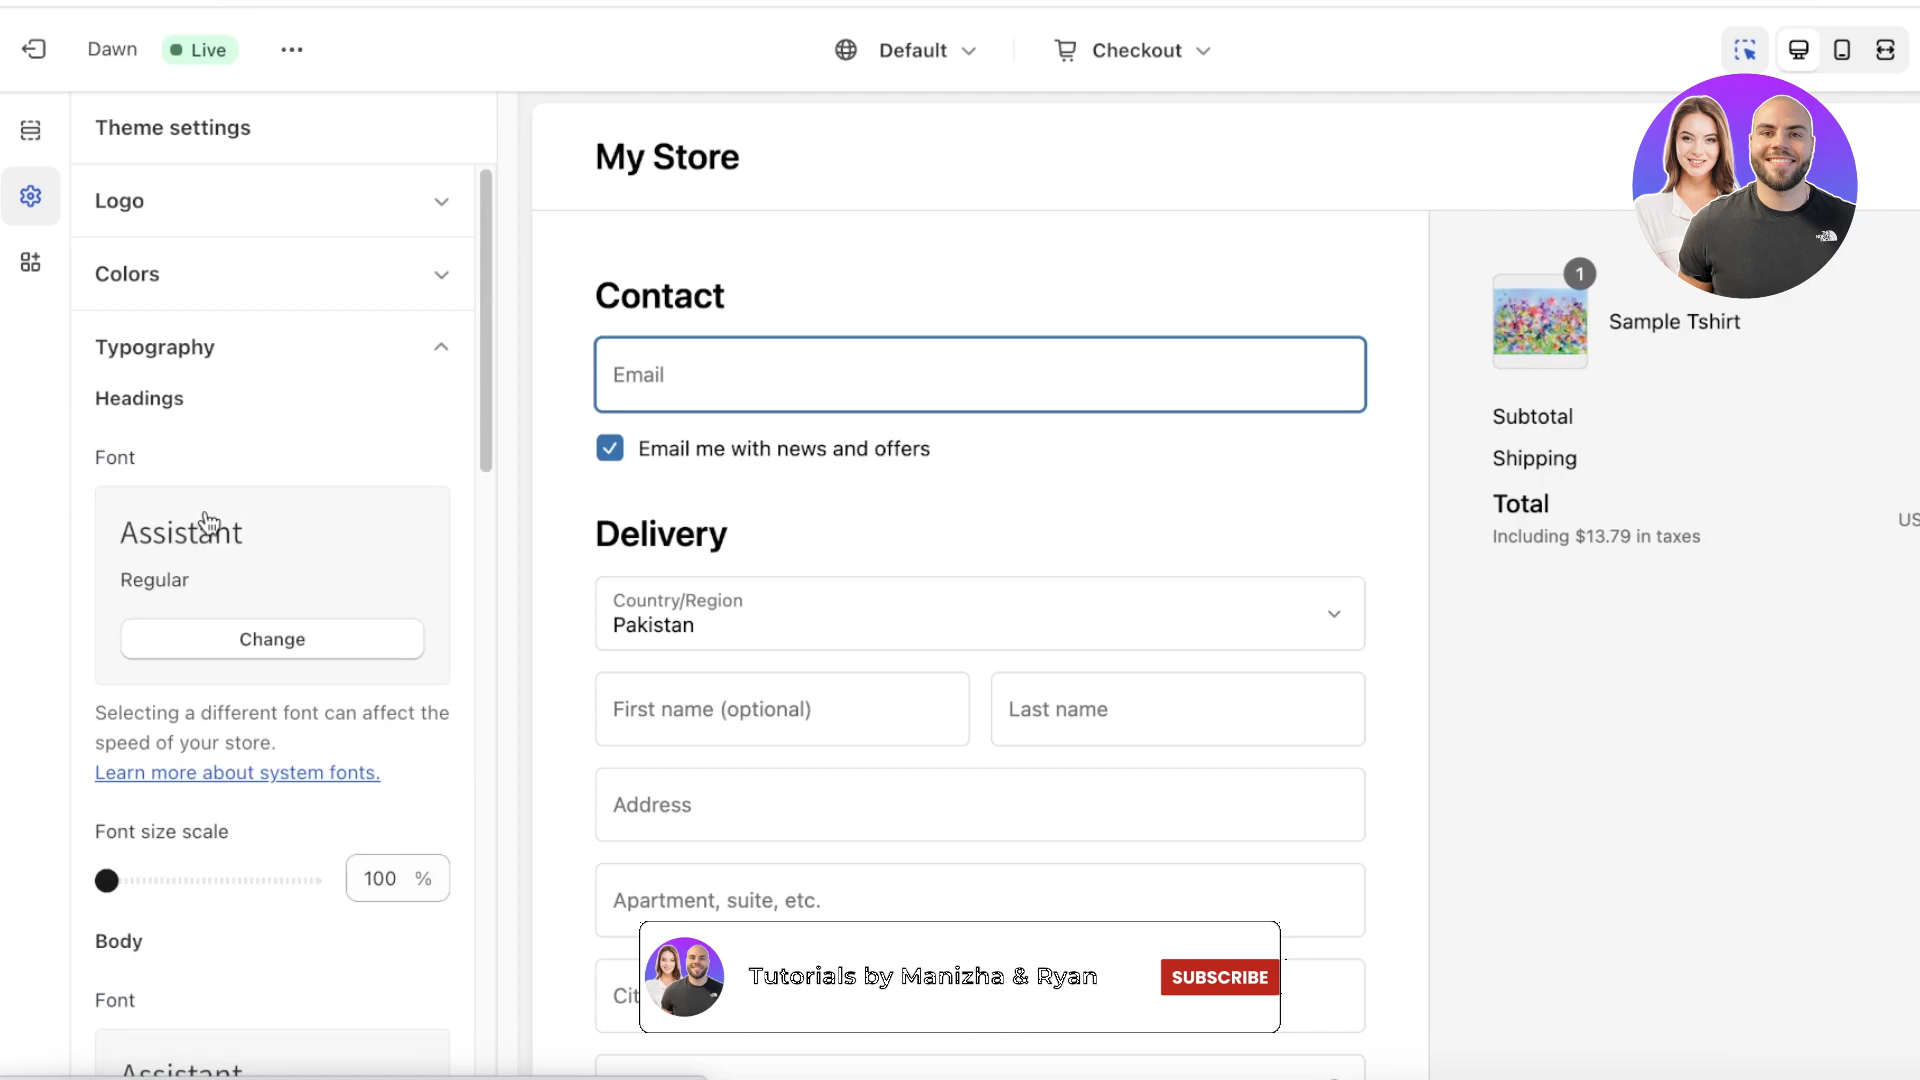 Dawn
Live
Default
Checkout
Theme settings
Logo
Colors
Typography
Headings
Font
Assistant
Regular
Change
Selecting a different font can affect the
speed of your store.
Learn more about system fonts.
Font size scale
100 %
Body
Font
Assistant
My Store
Contact
Email
Email me with news and offers
Delivery
Country/Region
Pakistan
First name (optional)
Last name
Address
Apartment, suite, etc.
Cit
Tutorials by Manizha & Ryan
SUBSCRIBE
1
Sample Tshirt
Subtotal
Shipping
Total
US
Including $13.79 in taxes